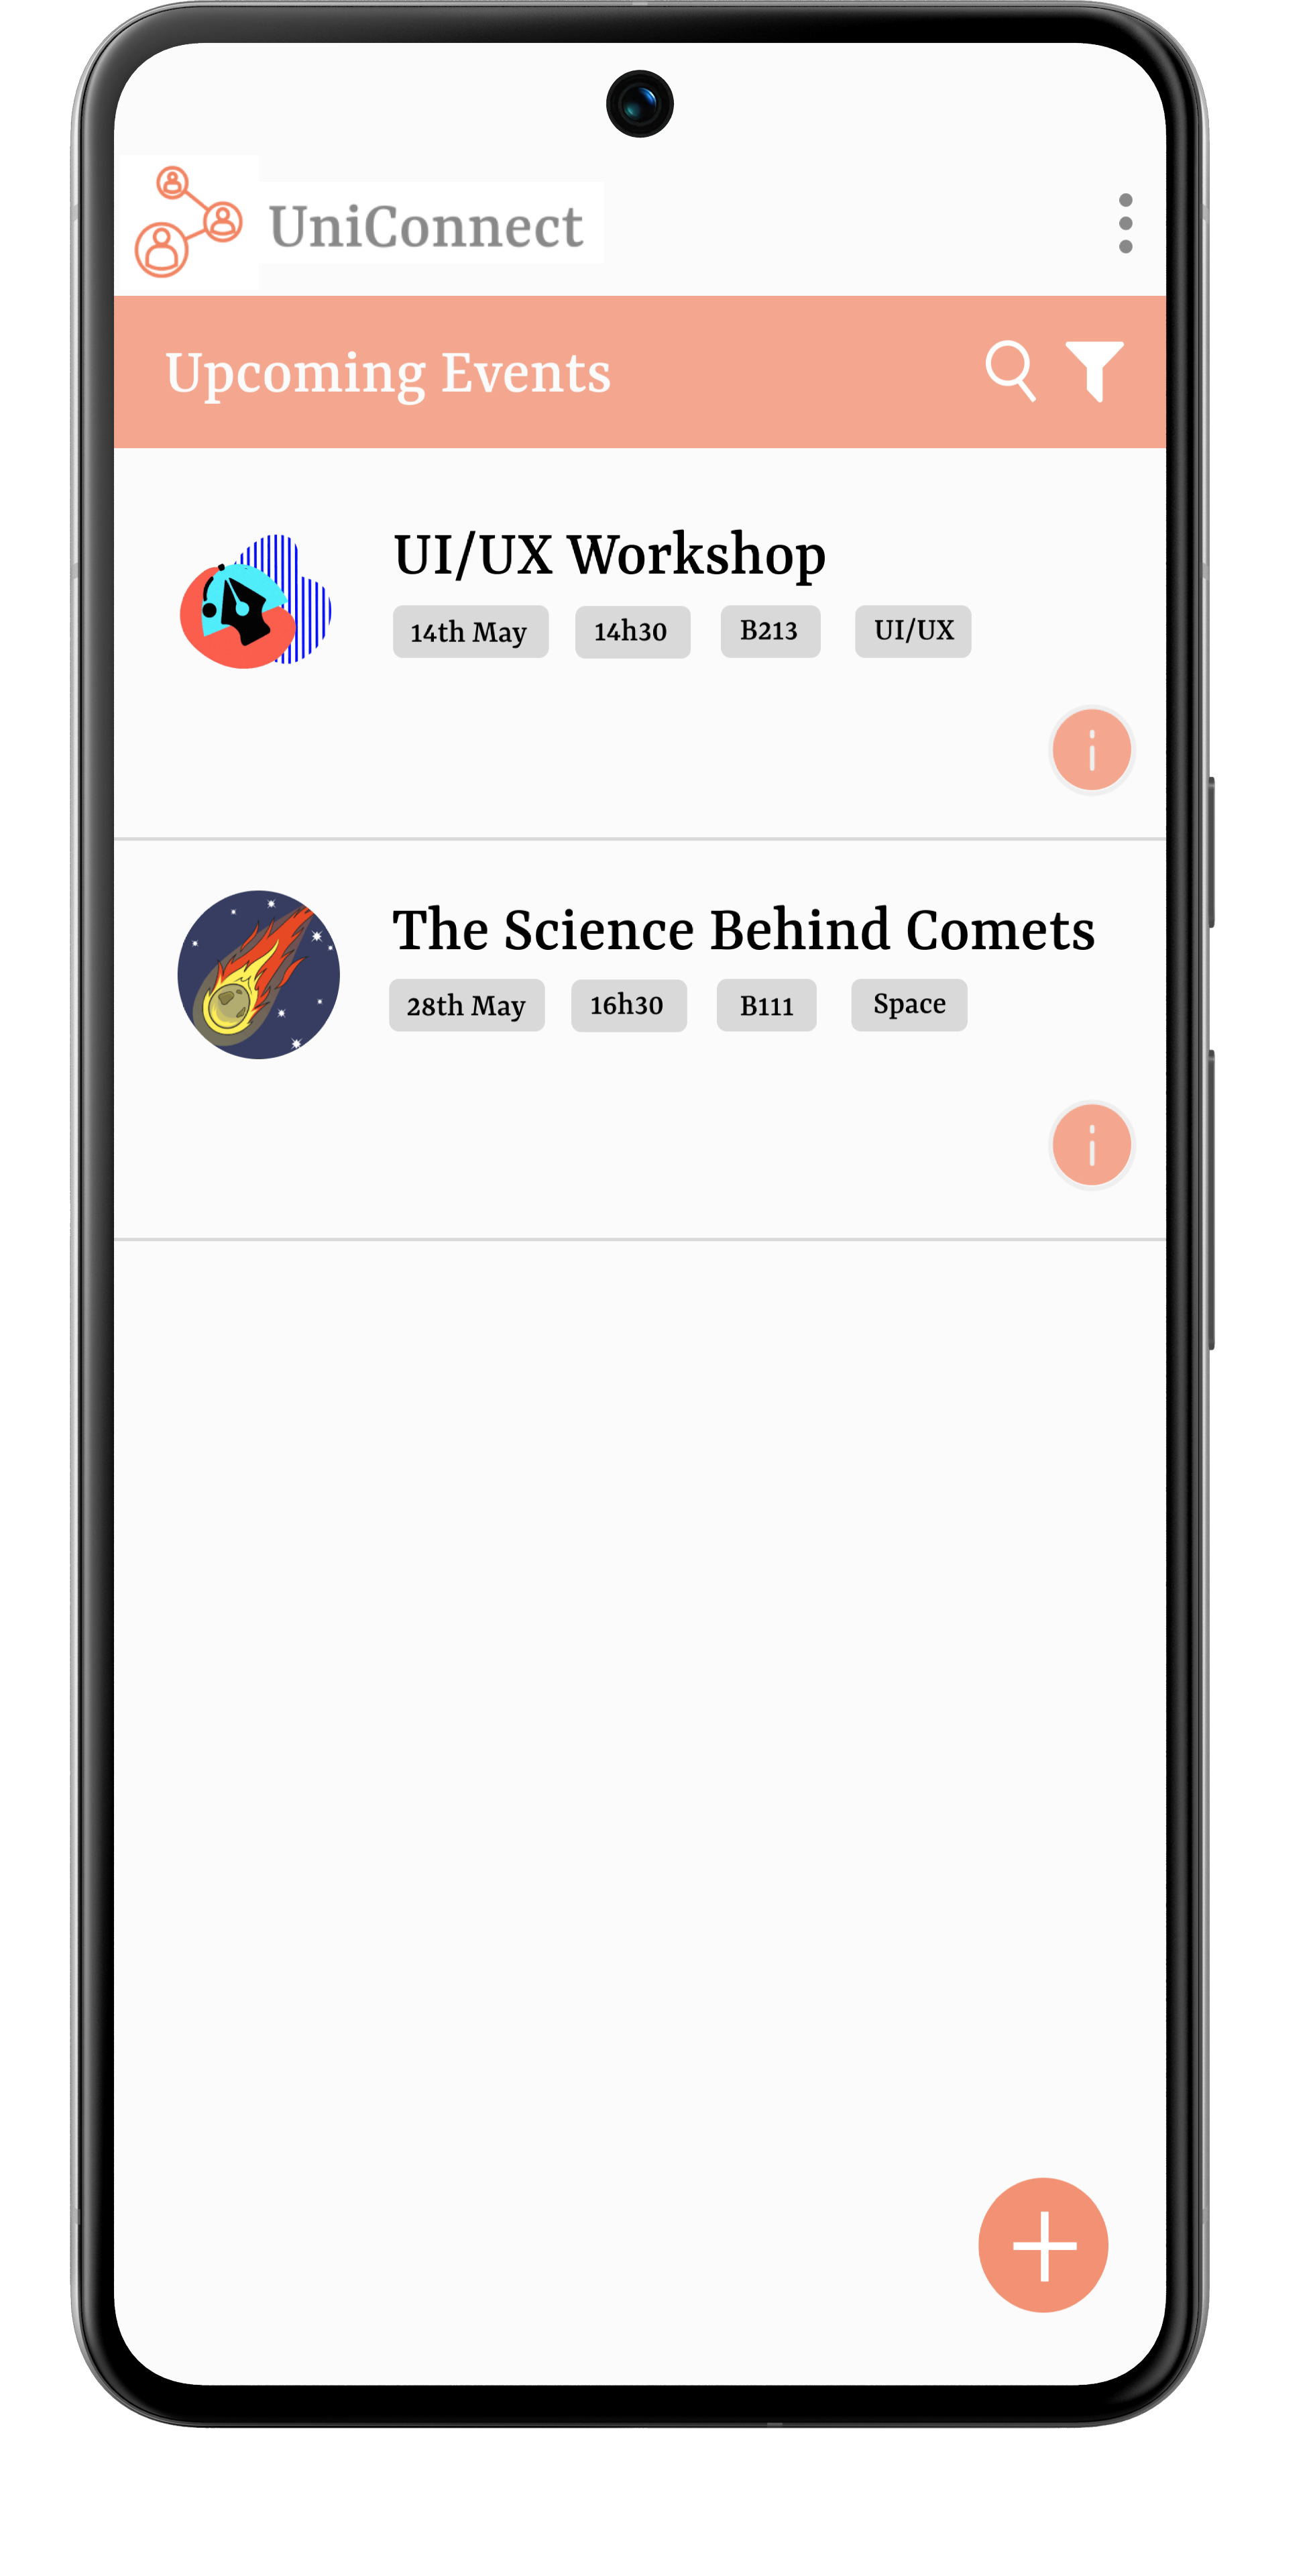 UniConnect
Upcoming Events
UI/UX Workshop
14th May 14h30 B213 UI/UX
The Science Behind Comets
28th May 16h30 B111 Space